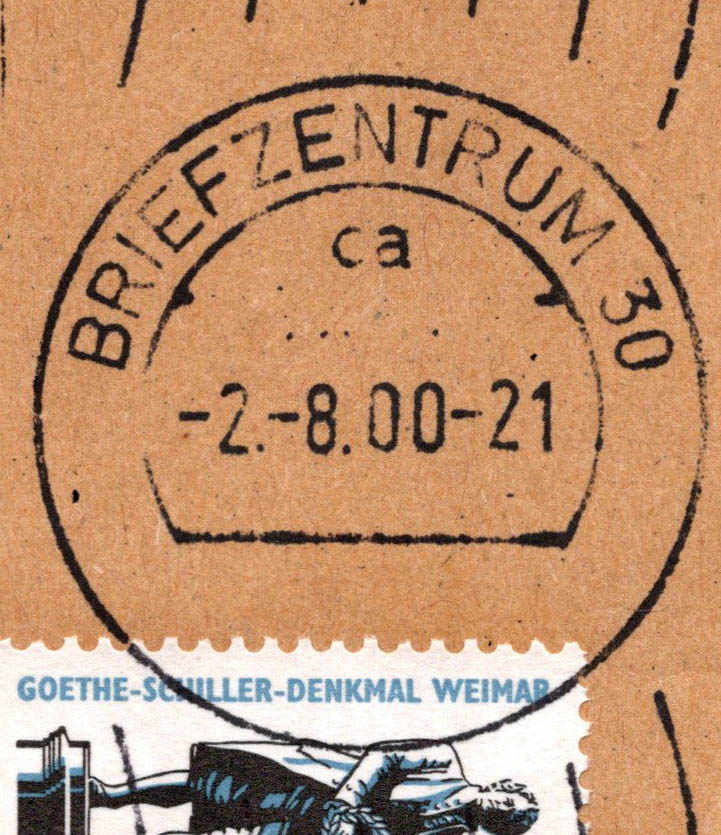 BRIEFZENTRUM 30
ca
-2.-8.00-21
GOETHE-SCHILLER-DENKMAL WEIMAR